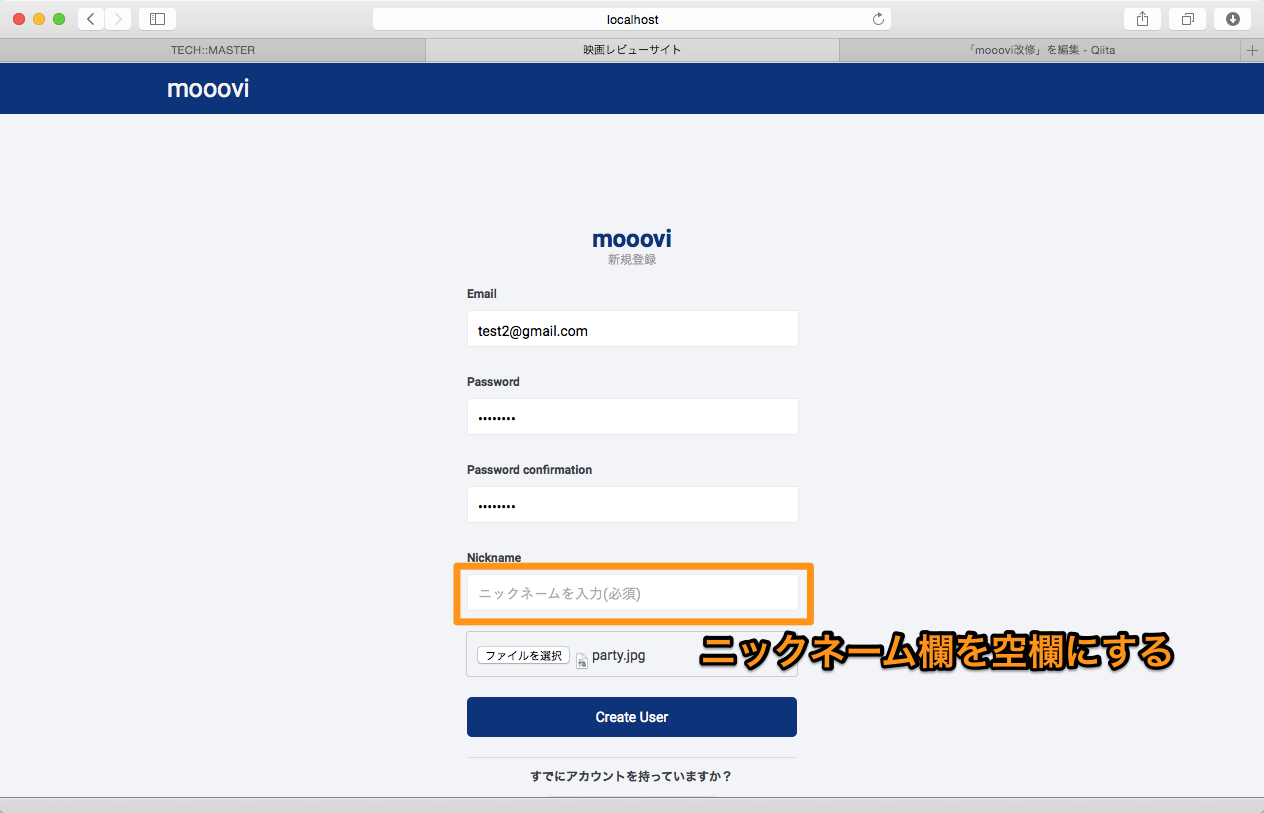 localhost
TECH::MASTER
映画レビューサイト
「mooovi改修」を編集 - Qiita
mooovi
mooovi
新規登録
Email
test2@gmail.com
Password
••••••••
Password confirmation
••••••••
Nickname
ニックネームを入力(必須)
ファイルを選択 party.jpg
ニックネーム欄を空欄にする
Create User
すでにアカウントを持っていますか？